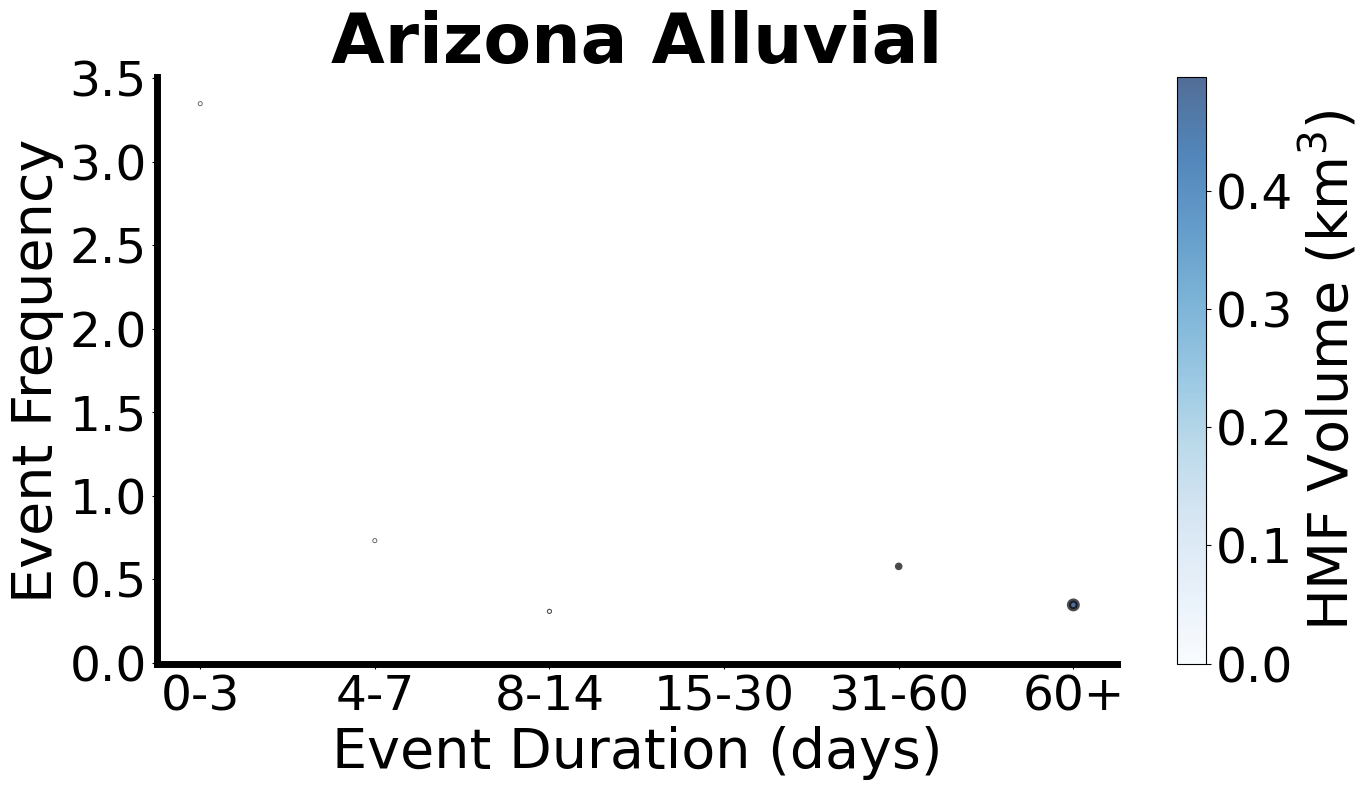 Arizona Alluvial
3.5
3.0
2.5
2.0
1.5
1.0
0.5
0.0
Event Frequency
0-3 4-7 8-14 15-30 31-60 60+
Event Duration (days)
0.4
0.3
0.2
0.1
0.0
HMF Volume (km³)